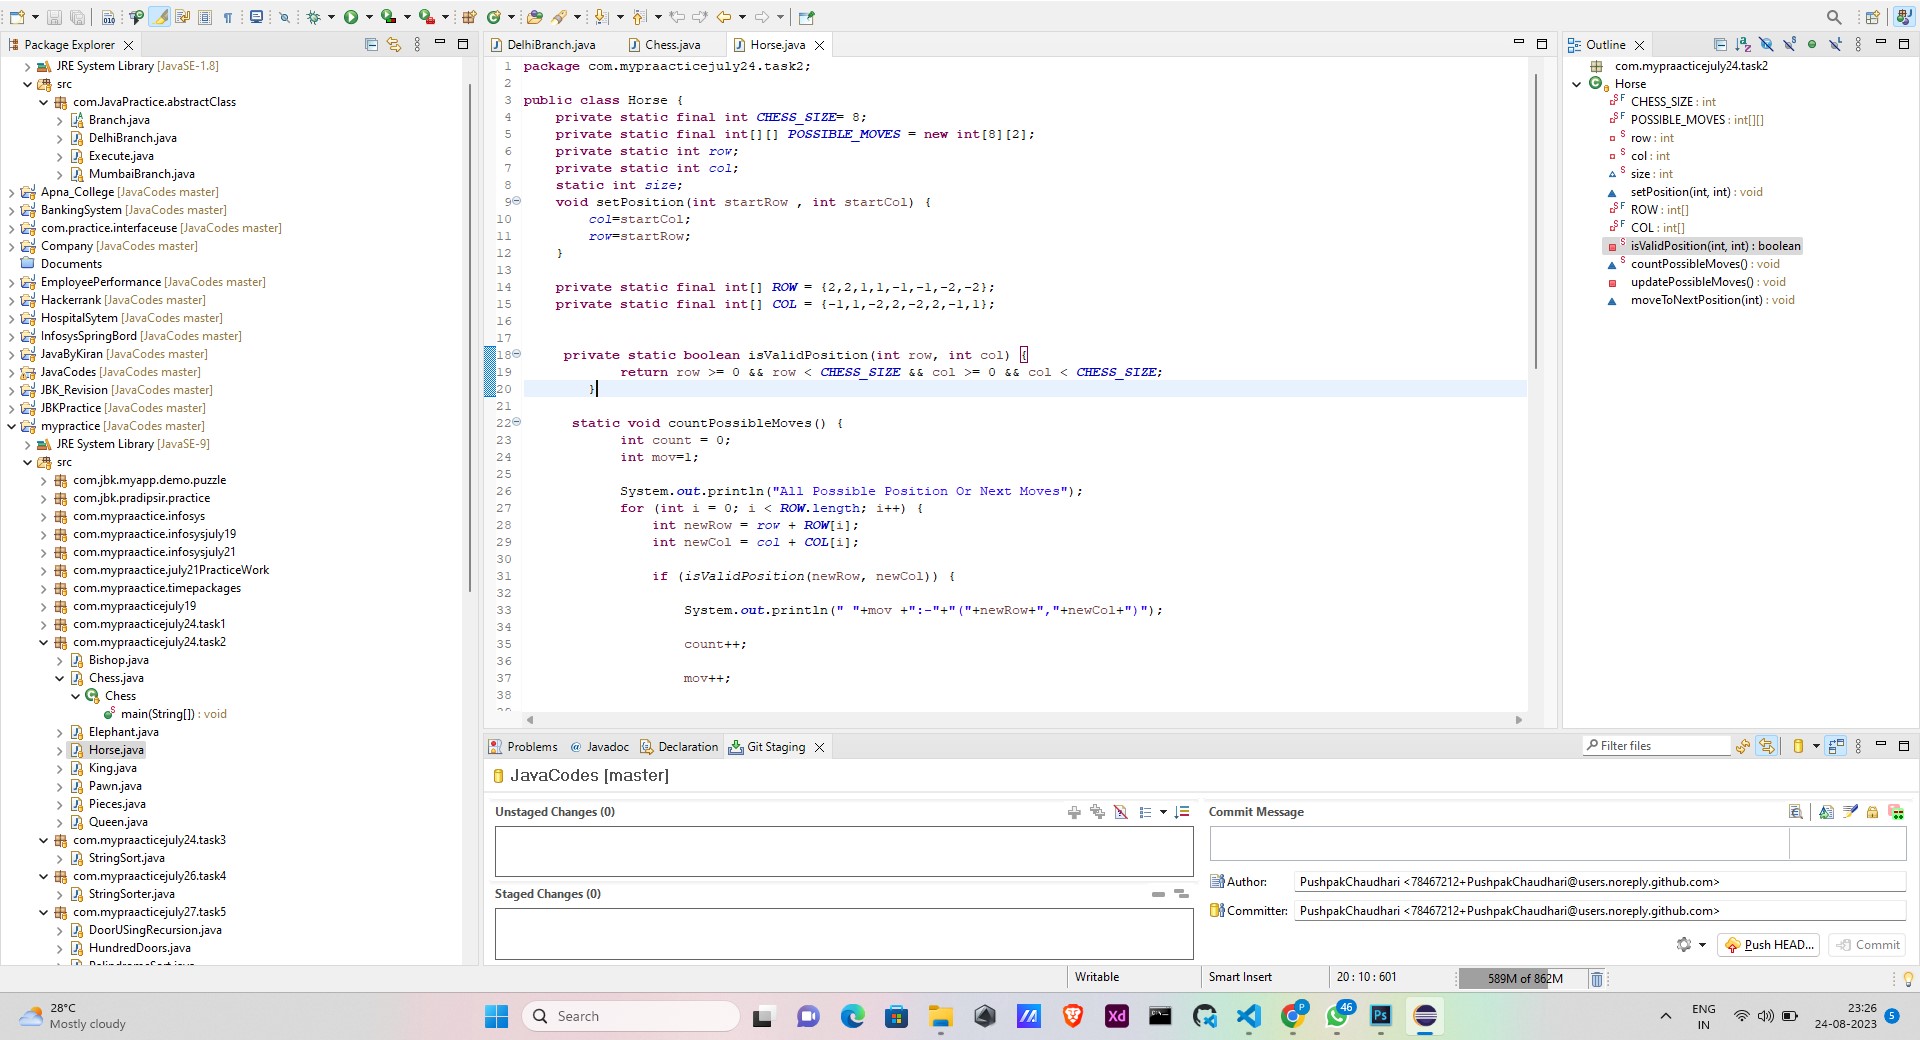 Package Explorer
JRE System Library [JavaSE-1.8]
src
com.JavaPractice.abstractClass
Branch.java
DelhiBranch.java
Execute.java
MumbaiBranch.java
Apna_College [JavaCodes master]
BankingSystem [JavaCodes master]
com.practice.interfaceuse [JavaCodes master]
Company [JavaCodes master]
Documents
EmployeePerformance [JavaCodes master]
Hackerrank [JavaCodes master]
HospitalSytem [JavaCodes master]
InfosysSpringBord [JavaCodes master]
JavaByKiran [JavaCodes master]
JavaCodes [JavaCodes master]
JBK_Revision [JavaCodes master]
JBKPractice [JavaCodes master]
mypractice [JavaCodes master]
JRE System Library [JavaSE-9]
src
com.jbk.myapp.demo.puzzle
com.jbk.pradipsir.practice
com.mypraactice.infosys
com.mypraactice.infosysjuly19
com.mypraactice.infosysjuly21
com.mypraactice.july21PracticeWork
com.mypraactice.timepackages
com.mypraacticejuly19
com.mypraacticejuly24.task1
com.mypraacticejuly24.task2
Bishop.java
Chess.java
Chess
main(String[]) : void
Elephant.java
Horse.java
King.java
Pawn.java
Pieces.java
Queen.java
com.mypraacticejuly24.task3
StringSort.java
com.mypraacticejuly26.task4
StringSorter.java
com.mypraacticejuly27.task5
DoorUSingRecursion.java
HundredDoors.java
DelhiBranch.java Chess.java Horse.java
1 package com.mypraacticejuly24.task2;
2
3 public class Horse {
4 private static final int CHESS_SIZE= 8;
5 private static final int[][] POSSIBLE_MOVES = new int[8][2];
6 private static int row;
7 private static int col;
8 static int size;
9 void setPosition(int startRow , int startCol) {
10 col=startCol;
11 row=startRow;
12 }
13
14 private static final int[] ROW = {2,2,1,1,-1,-1,-2,-2};
15 private static final int[] COL = {-1,1,-2,2,-2,2,-1,1};
16
17
18 private static boolean isValidPosition(int row, int col) {
19 return row >= 0 && row < CHESS_SIZE && col >= 0 && col < CHESS_SIZE;
20 }
21
22 static void countPossibleMoves() {
23 int count = 0;
24 int mov=1;
25
26 System.out.println("All Possible Position Or Next Moves");
27 for (int i = 0; i < ROW.length; i++) {
28 int newRow = row + ROW[i];
29 int newCol = col + COL[i];
30
31 if (isValidPosition(newRow, newCol)) {
32
33 System.out.println(" "+mov +":-"+"("+newRow+","+newCol+")");
34
35 count++;
36
37 mov++;
38
Outline
com.mypraacticejuly24.task2
Horse
CHESS_SIZE : int
POSSIBLE_MOVES : int[][]
row : int
col : int
size : int
setPosition(int, int) : void
ROW : int[]
COL : int[]
isValidPosition(int, int) : boolean
countPossibleMoves() : void
updatePossibleMoves() : void
moveToNextPosition(int) : void
Problems @ Javadoc Declaration Git Staging
Filter files
JavaCodes [master]
Unstaged Changes (0)
Staged Changes (0)
Commit Message
Author: PushpakChaudhari <78467212+PushpakChaudhari@users.noreply.github.com>
Committer: PushpakChaudhari <78467212+PushpakChaudhari@users.noreply.github.com>
Push HEAD... Commit
Writable Smart Insert 20 : 10 : 601 589M of 862M
28°C
Mostly cloudy
Search
Xd
P
46
Ps
ENG
IN
23:26
24-08-2023
5